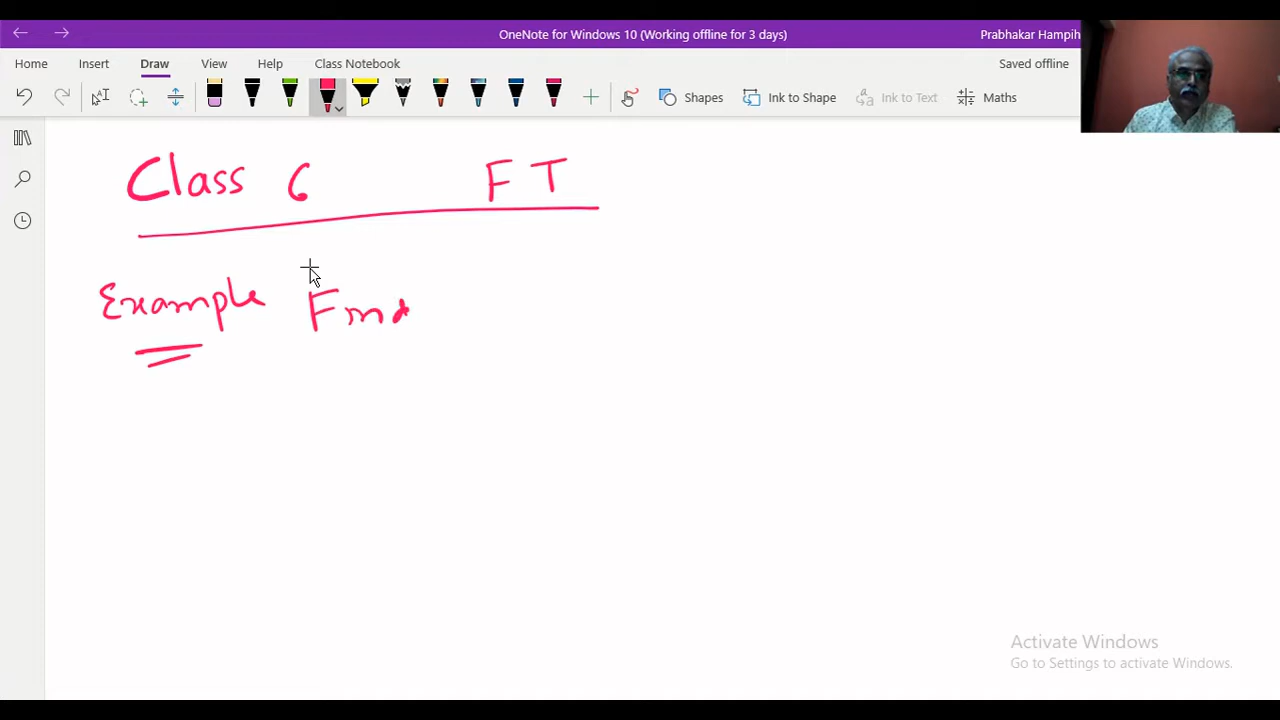 OneNote for Windows 10 (Working offline for 3 days)
Prabhakar Hampih
Home Insert Draw View Help Class Notebook
Saved offline
Shapes Ink to Shape Ink to Text Maths
Class 6 FT
Example
Activate Windows
Go to Settings to activate Windows.